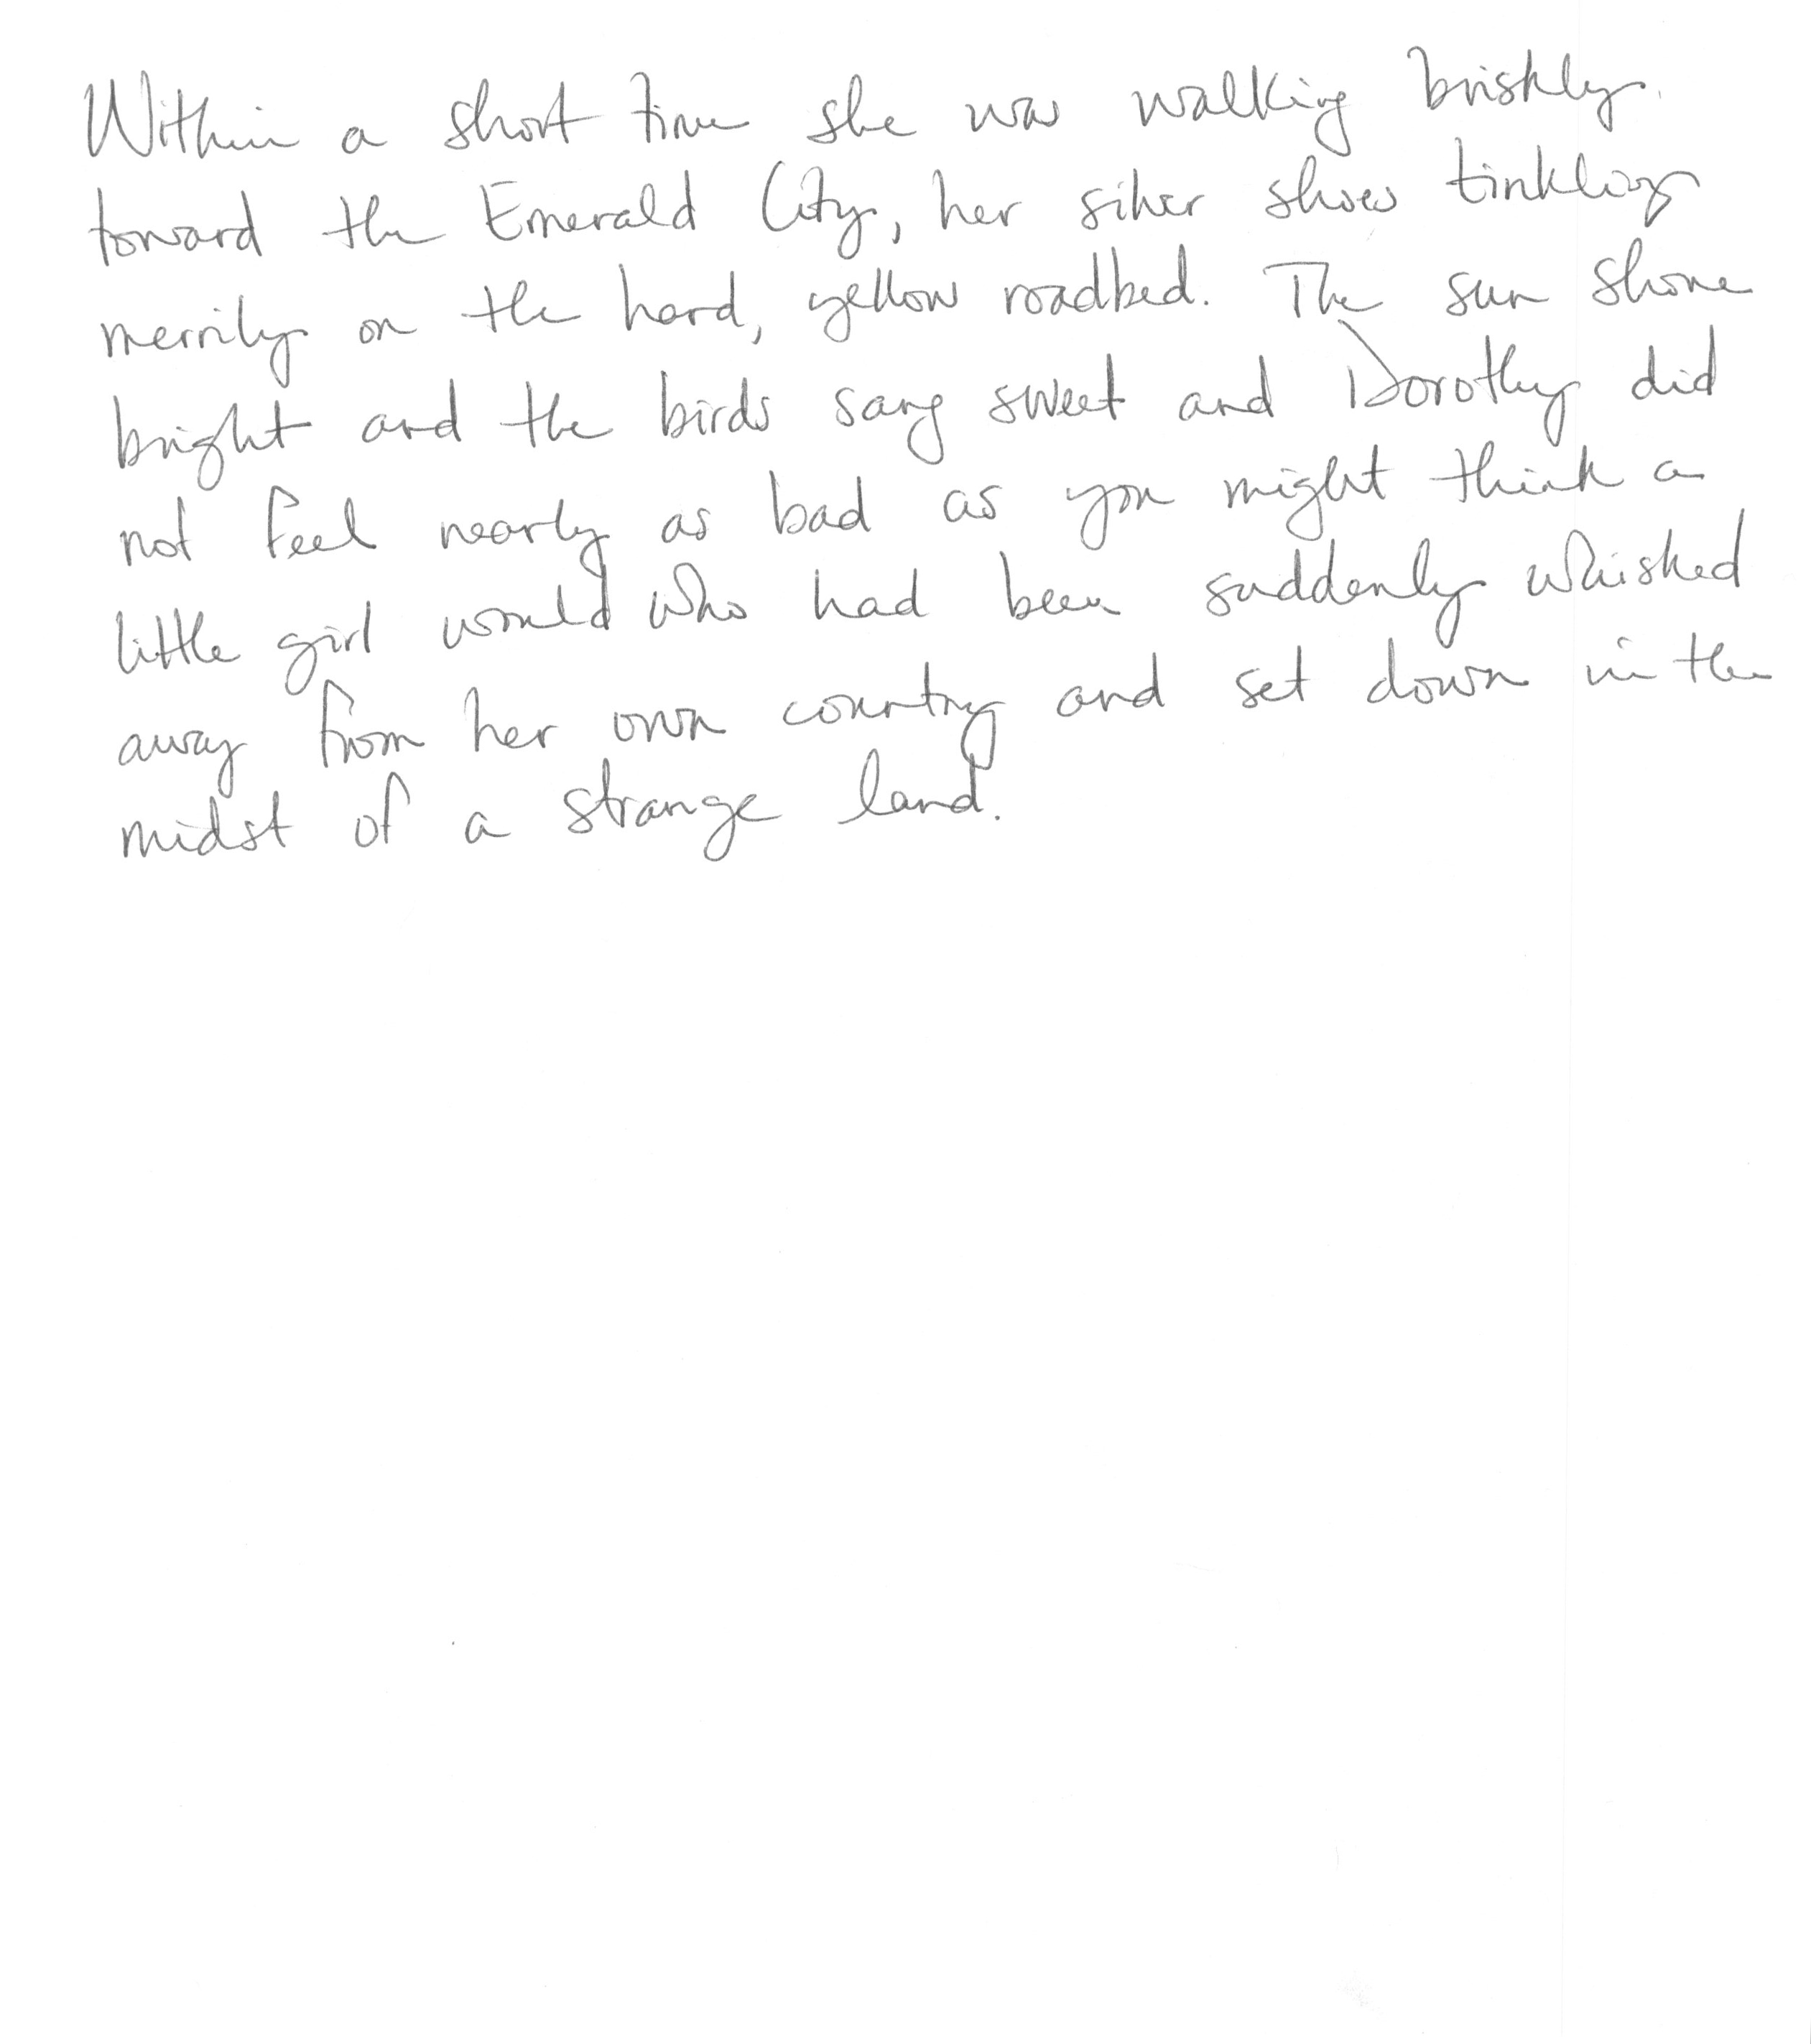 Within a short time she was walking briskly
toward the Emerald City, her silver shoes tinkling
merrily on the hard, yellow roadbed. The sun shone
bright and the birds sang sweet and Dorothy did
not feel nearly as bad as you might think a
little girl would who had been suddenly whisked
away from her own country and set down in the
midst of a strange land.